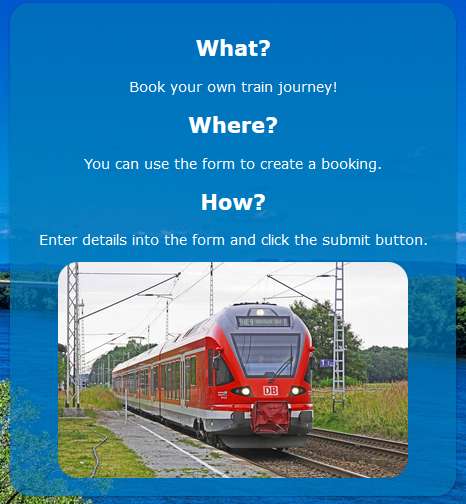 What?
Book your own train journey!
Where?
You can use the form to create a booking.
How?
Enter details into the form and click the submit button.
DB
1